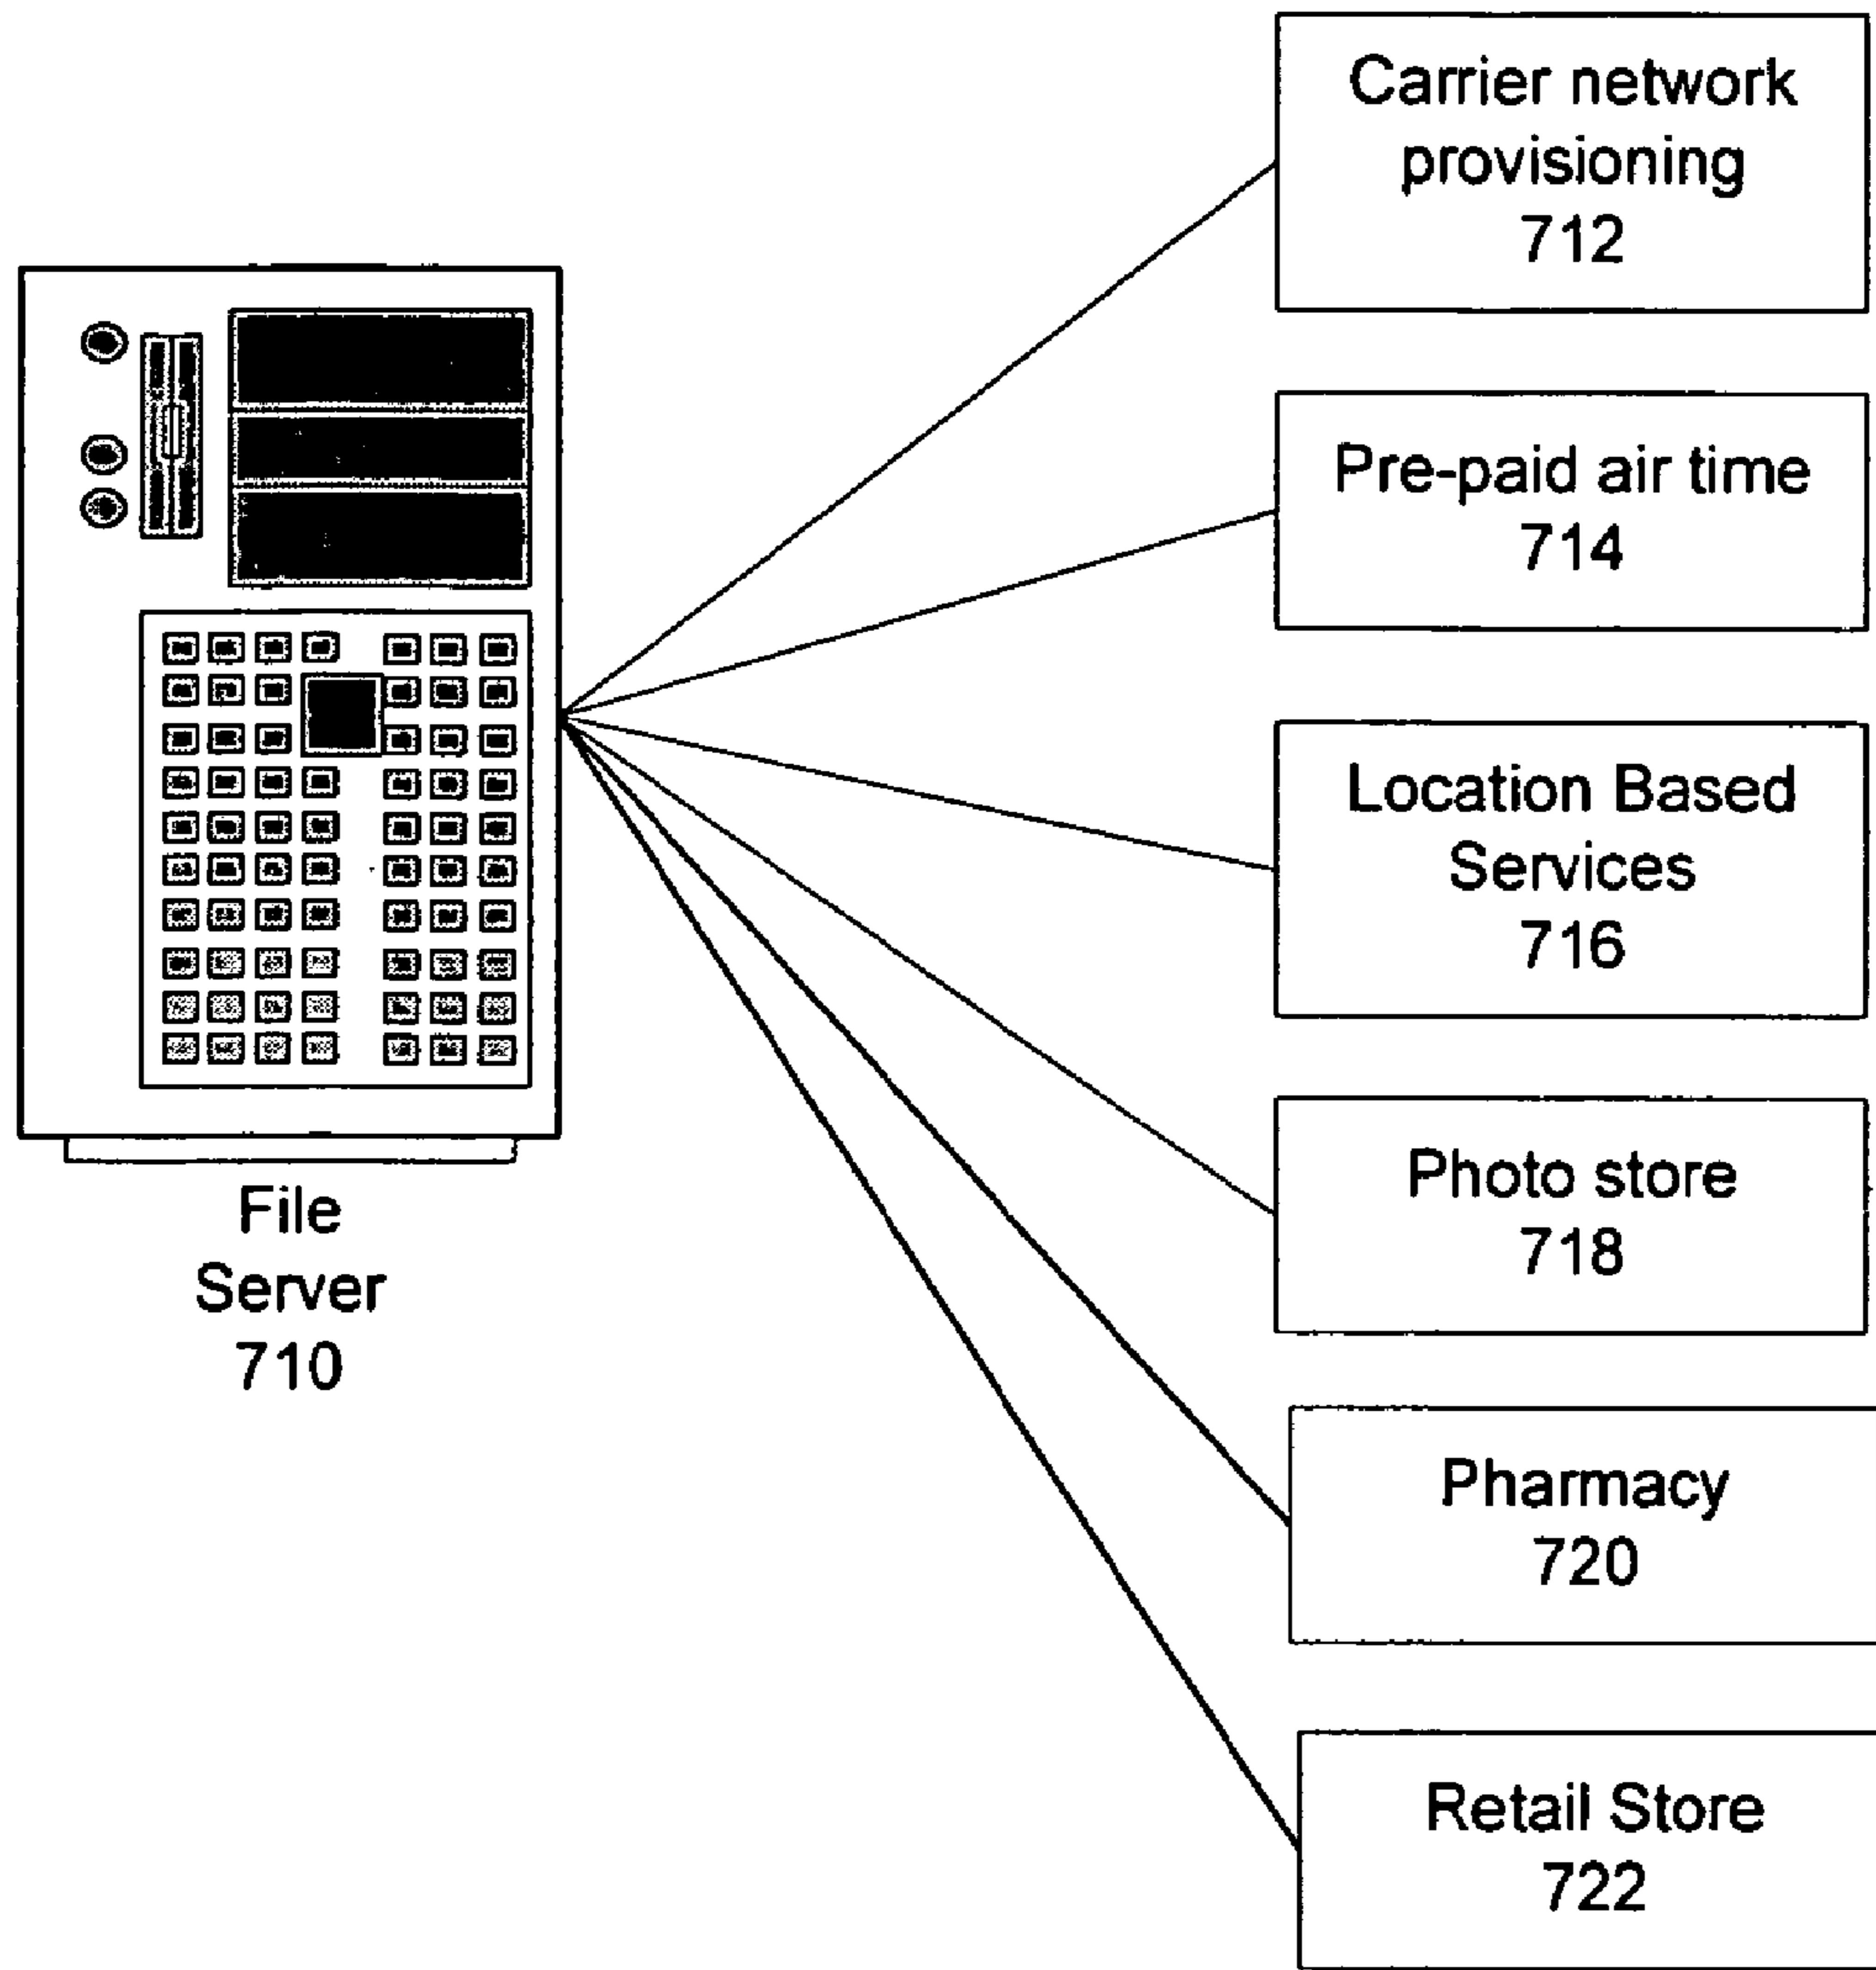 Carrier network
provisioning
712
Pre-paid air time
714
Location Based
Services
716
Photo store
718
File
Server
710
Pharmacy
720
Retail Store
722